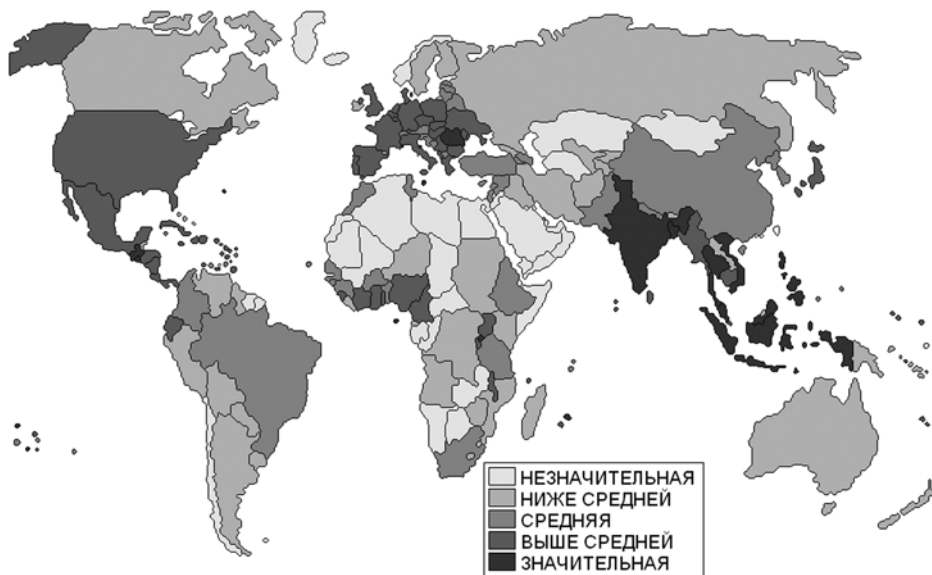 НЕЗНАЧИТЕЛЬНАЯ
НИЖЕ СРЕДНЕЙ
СРЕДНЯЯ
ВЫШЕ СРЕДНЕЙ
ЗНАЧИТЕЛЬНАЯ